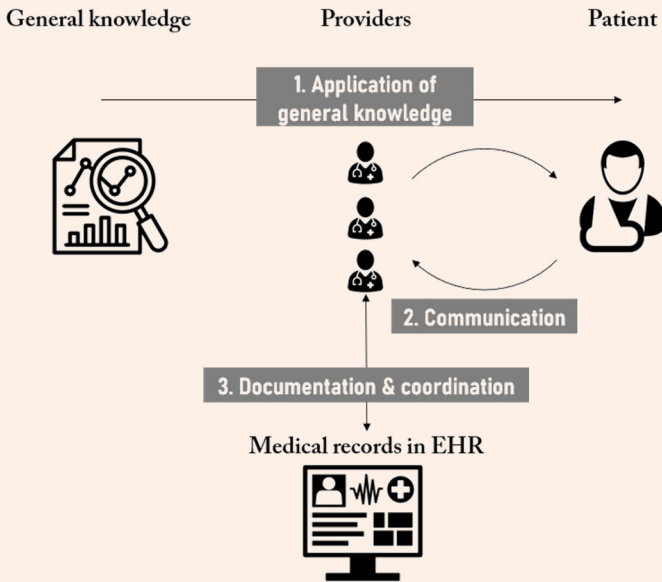 General knowledge
Providers
Patient
1. Application of
general knowledge
2. Communication
3. Documentation & coordination
Medical records in EHR